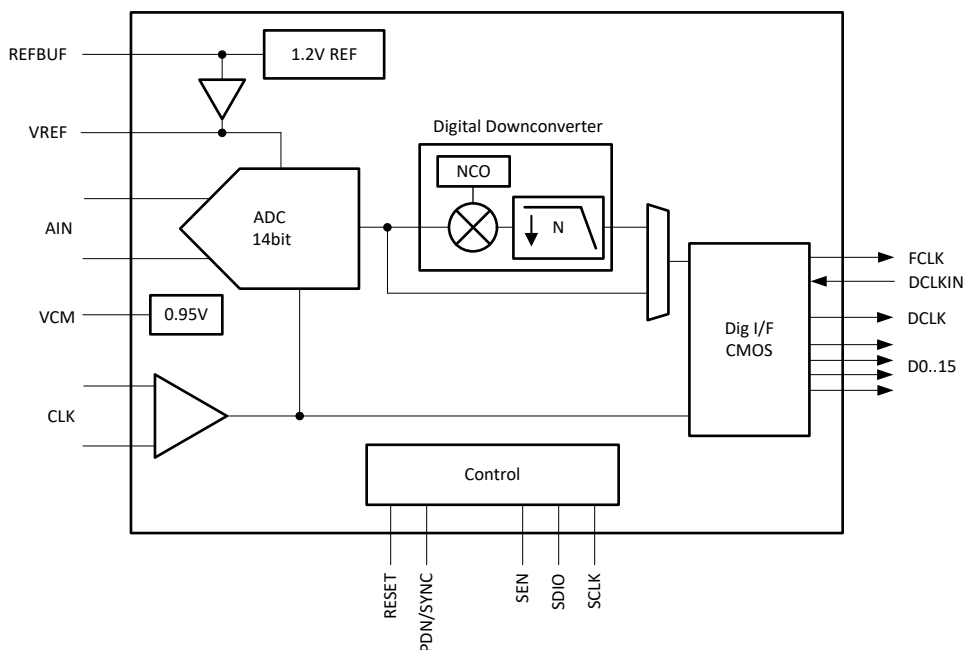 REFBUF
1.2V REF
VREF
Digital Downconverter
NCO
AIN
ADC
14bit
N
FCLK
DCLKIN
VCM
0.95V
DCLK
Dig I/F
CMOS
D0..15
CLK
Control
RESET
PDN/SYNC
SEN
SDIO
SCLK